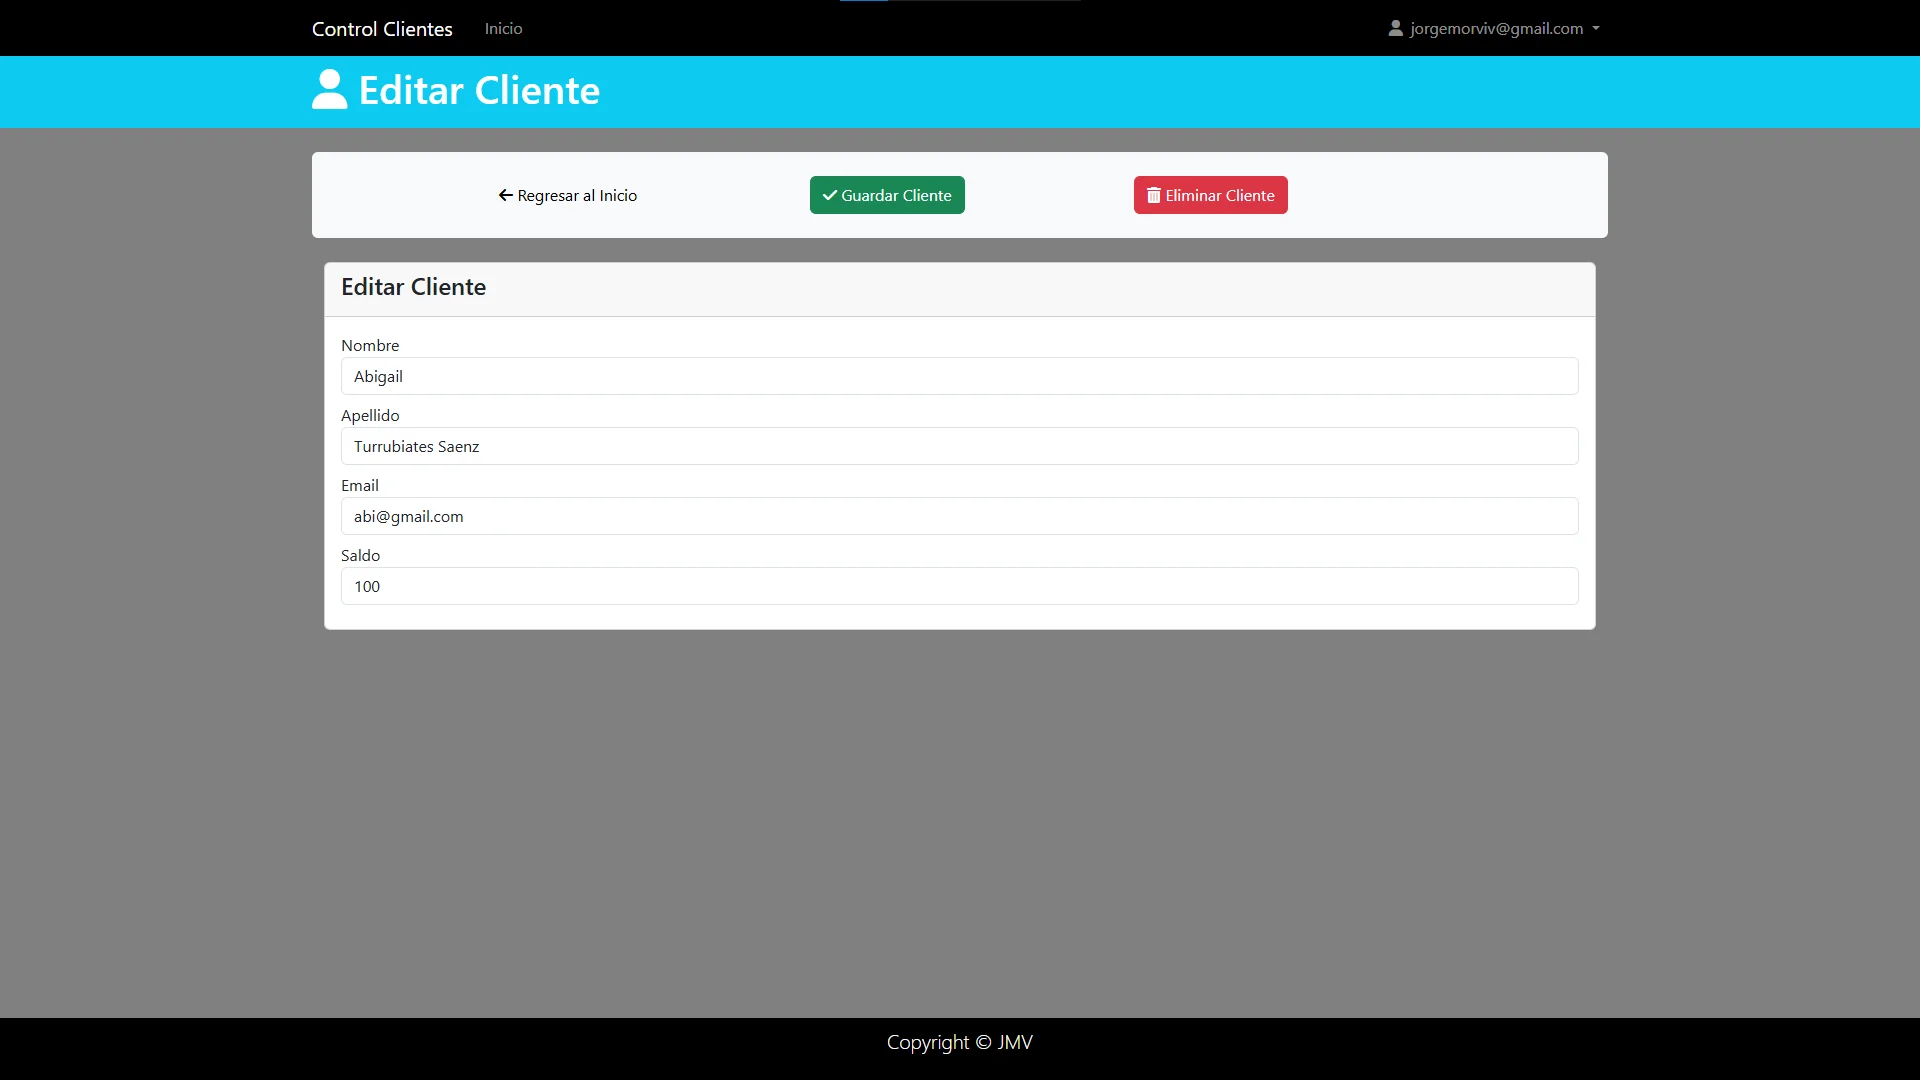 Control Clientes Inicio jorgemorviv@gmail.com
Editar Cliente
Regresar al Inicio Guardar Cliente Eliminar Cliente
Editar Cliente
Nombre
Abigail
Apellido
Turrubiates Saenz
Email
abi@gmail.com
Saldo
100
Copyright © JMV